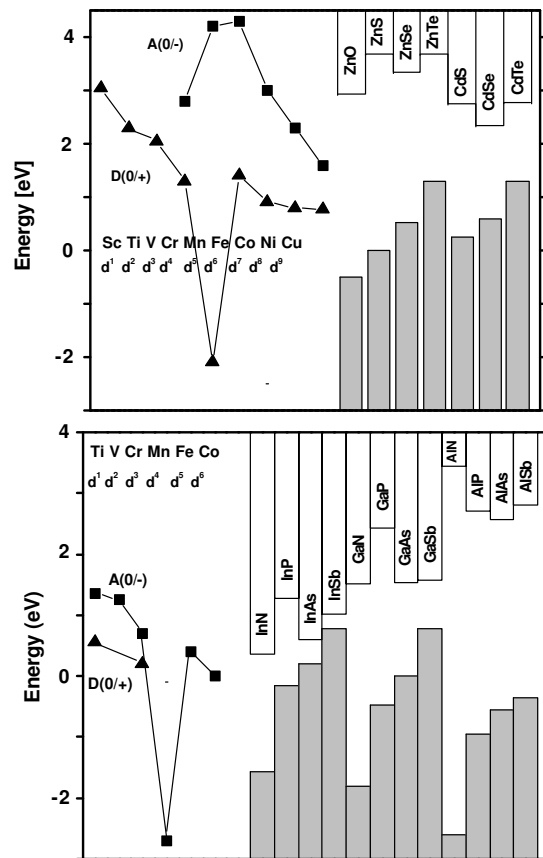 4
A(0/-)
ZnO
ZnS
ZnSe
ZnTe
CdS
CdSe
CdTe
2
D(0/+)
Energy [eV]
Sc Ti V Cr Mn Fe Co Ni Cu
0
d¹ d² d³ d⁴ d⁵ d⁶ d⁷ d⁸ d⁹
-2
-
4
Ti V Cr Mn Fe Co
d¹ d² d³ d⁴ d⁵ d⁶
AlN
GaP
AlP
AlAs
AlSb
2
InP
GaN
GaAs
GaSb
A(0/-)
InN
InAs
InSb
Energy (eV)
D(0/+)
-
0
-2